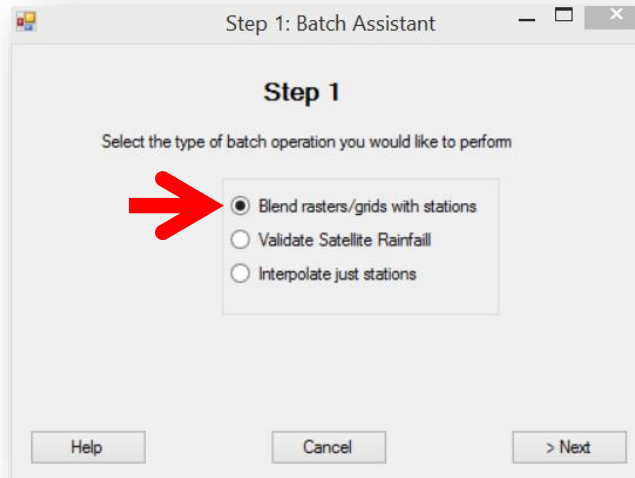 Step 1: Batch Assistant
Step 1
Select the type of batch operation you would like to perform
Blend rasters/grids with stations
Validate Satellite Rainfaill
Interpolate just stations
Help Cancel > Next